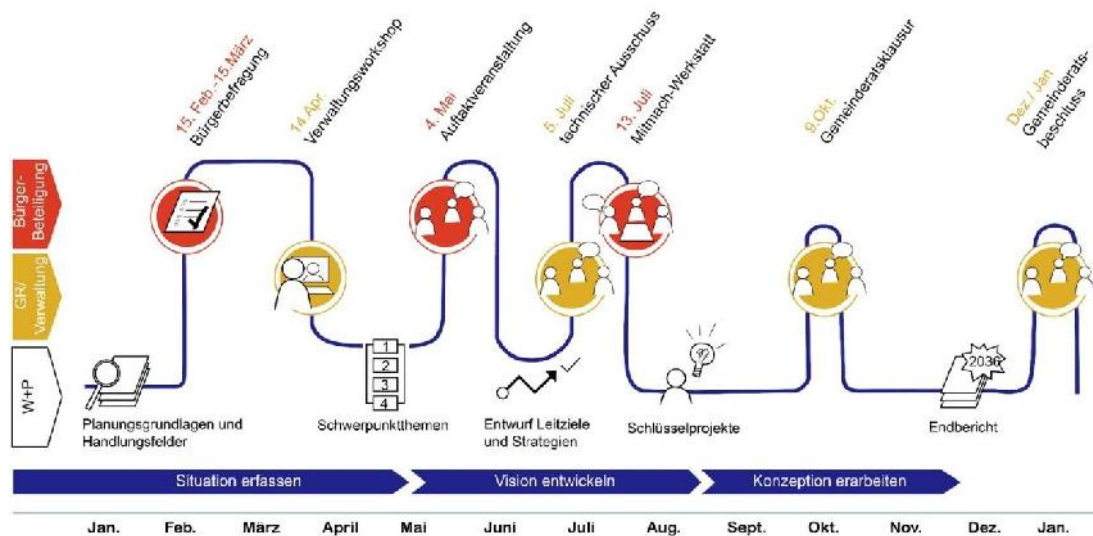 15. Feb.-15.März
Bürgerbefragung
14.Apr.
Verwaltungsworkshop
4. Mai
Auftaktveranstaltung
5. Juli
technischer Ausschuss
13. Juli
Mitmach-Werkstatt
9.Okt.
Gemeinderatsklausur
Dez./ Jan
Gemeinderats-
beschluss
Bürger-
Beteiligung
GR/
Verwaltung
W+P
1
2
3
4
2036
Planungsgrundlagen und
Handlungsfelder
Schwerpunktthemen
Entwurf Leitziele
und Strategien
Schlüsselprojekte
Endbericht
Situation erfassen
Vision entwickeln
Konzeption erarbeiten
Jan.
Feb.
März
April
Mai
Juni
Juli
Aug.
Sept.
Okt.
Nov.
Dez.
Jan.